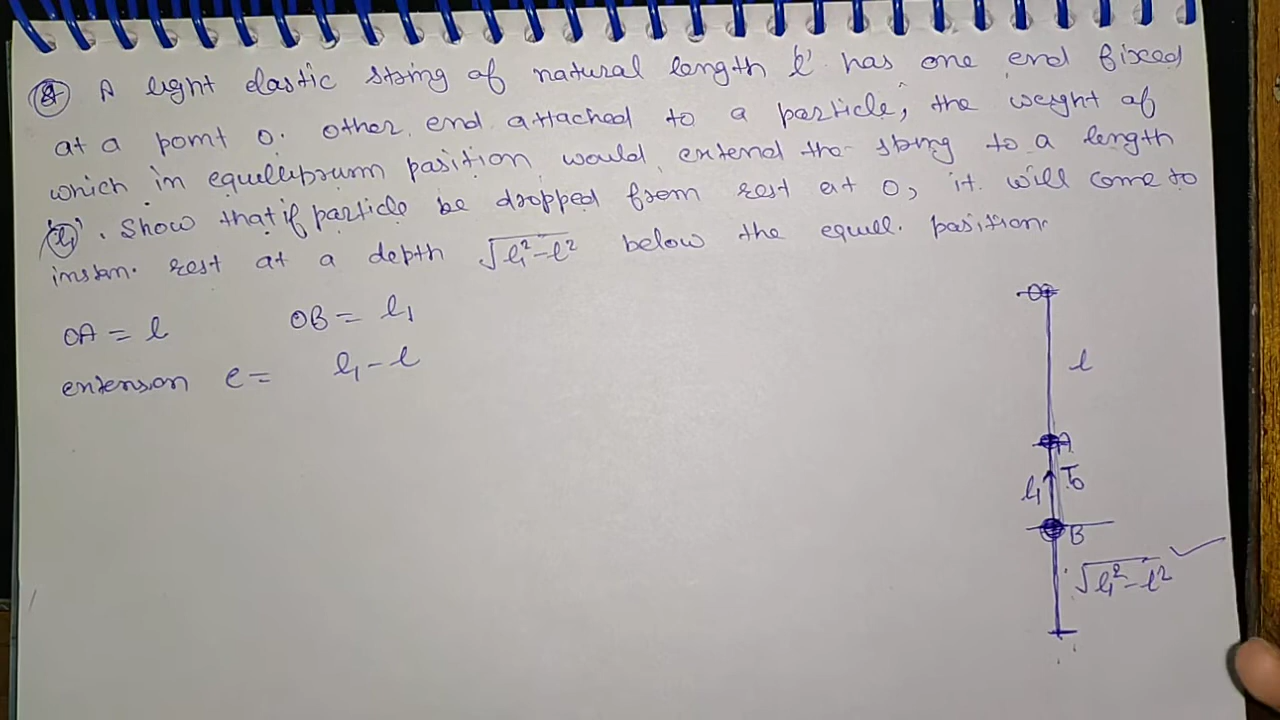 A light elastic string of natural length 'l' has one end fixed
at a point O. Other end attached to a particle, the weight of
which in equilibrium position would extend the string to a length
'l₁'. Show that if particle be dropped from rest at O, it will come to
instan. rest at a depth √l₁²-l² below the equil. position.
OA = l OB = l₁
extension e = l₁ - l
O
l
A
l₁ T₀
B
√l₁²-l²